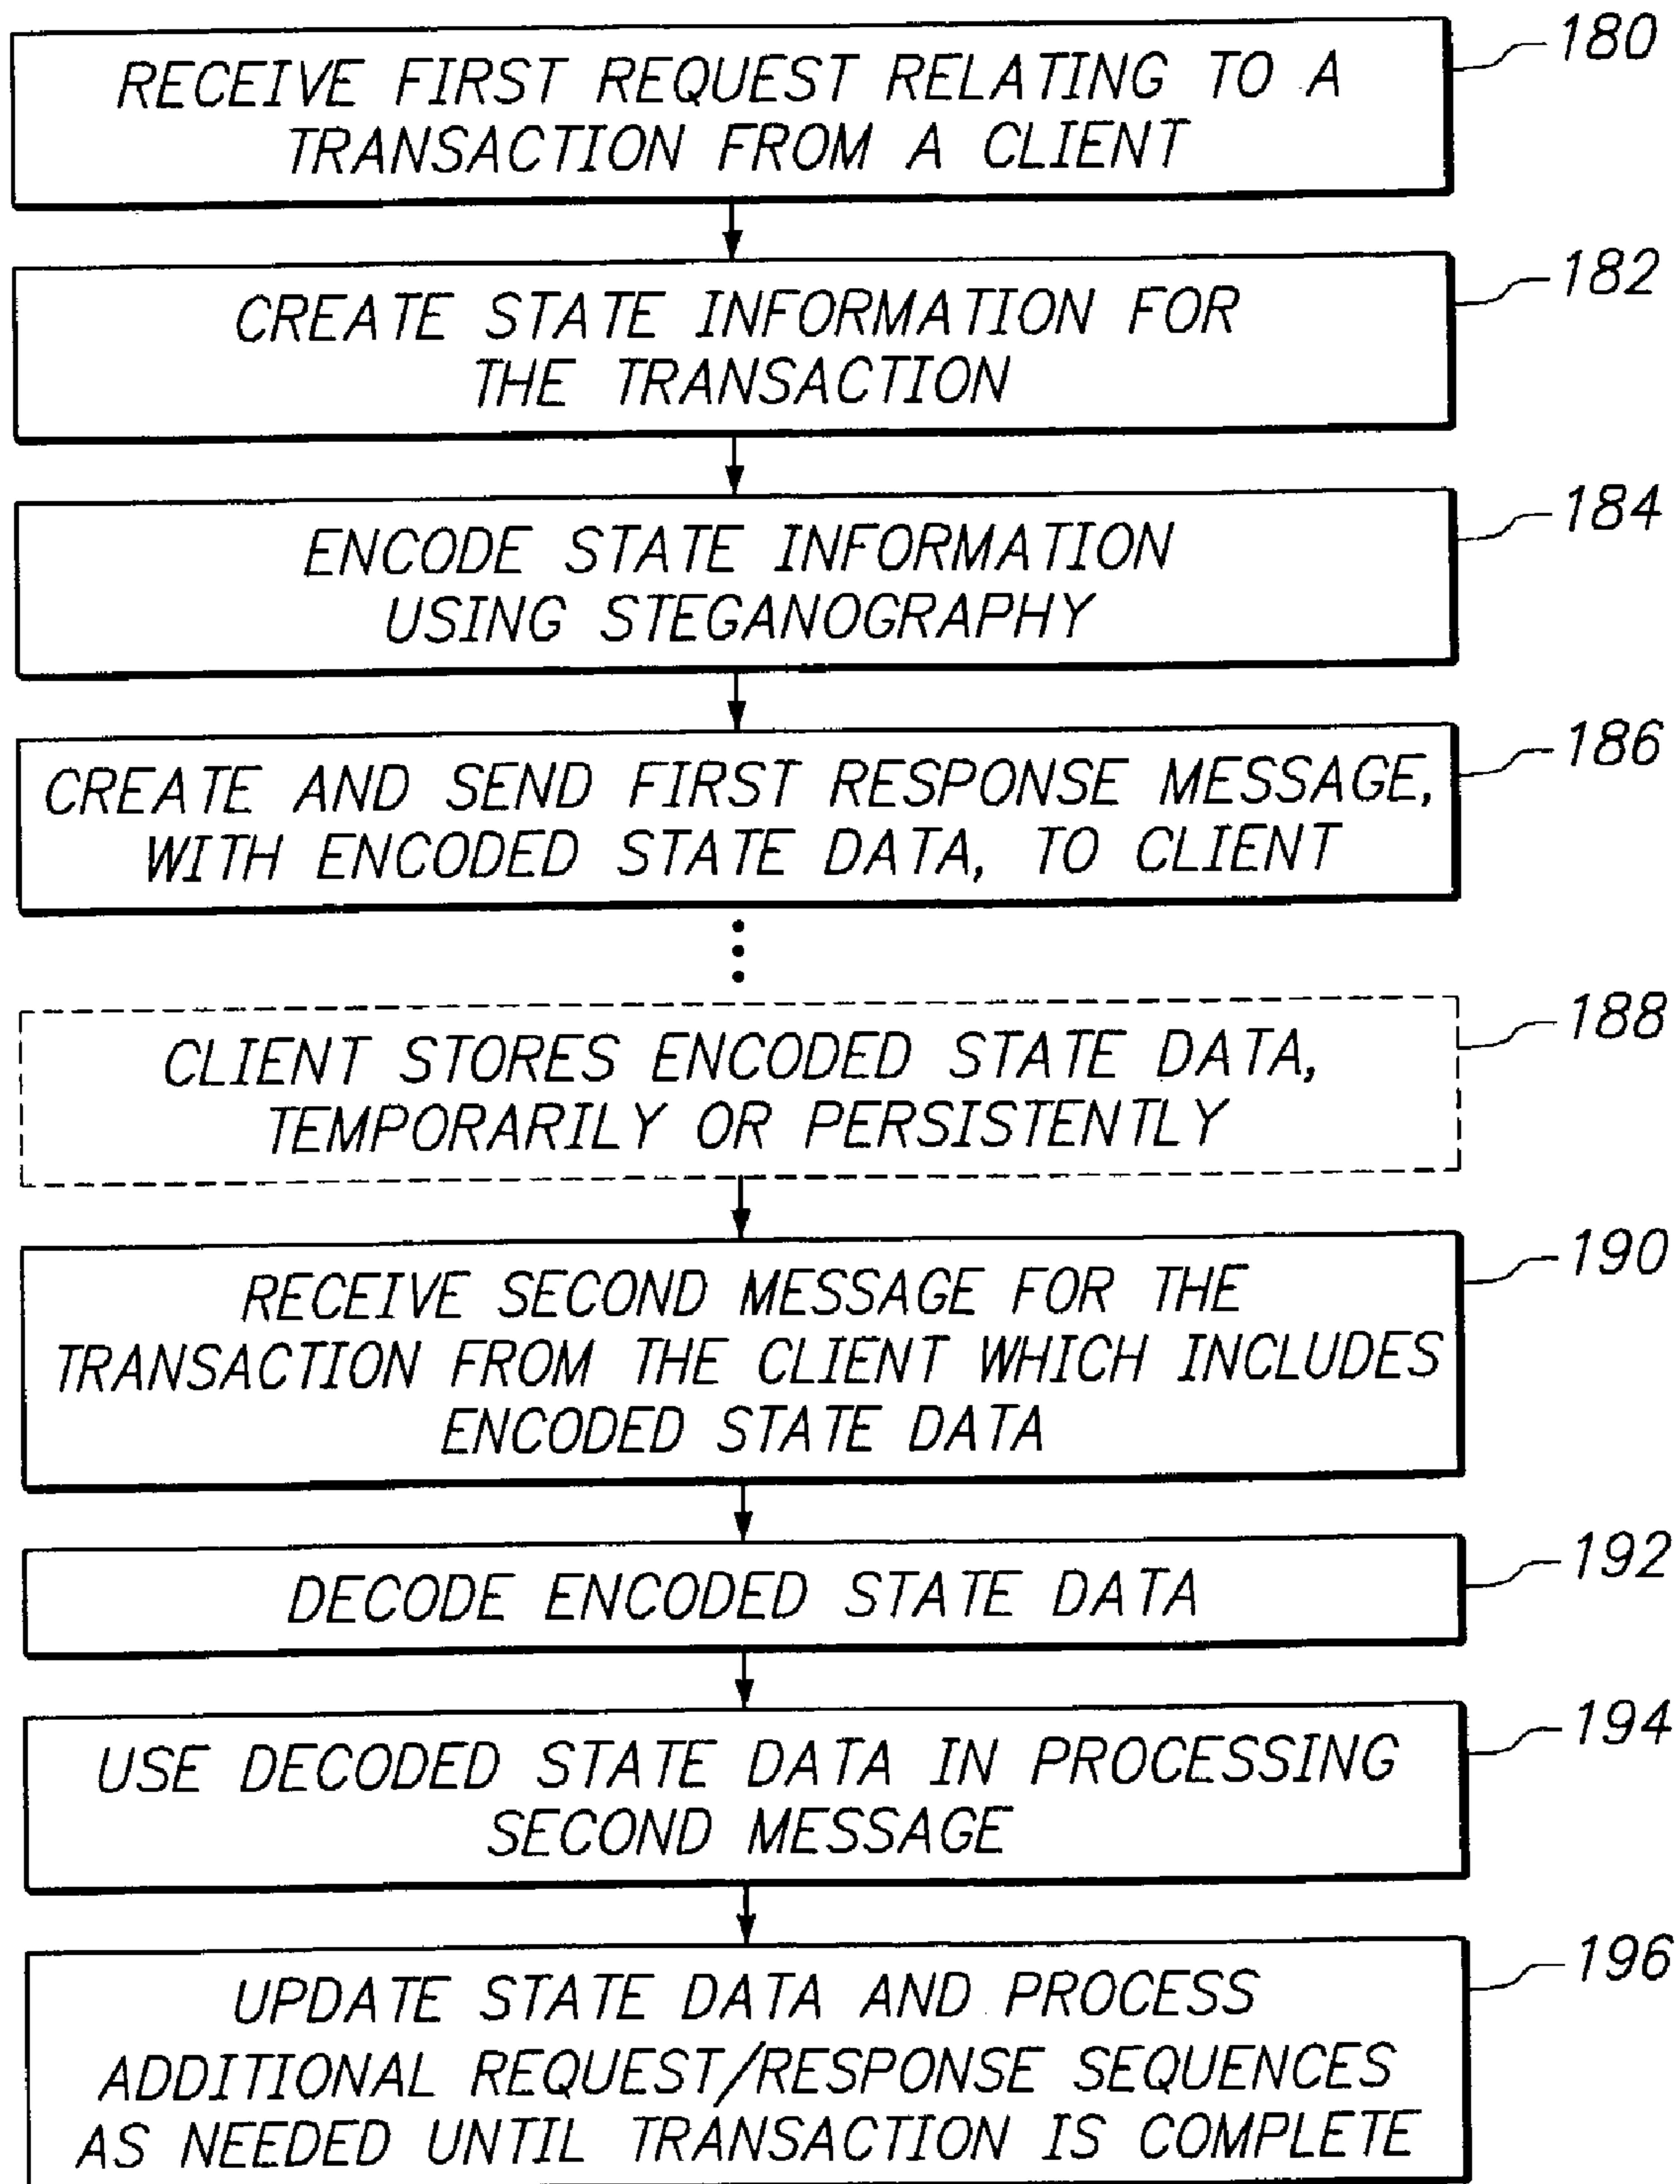 180
RECEIVE FIRST REQUEST RELATING TO A
TRANSACTION FROM A CLIENT
182
CREATE STATE INFORMATION FOR
THE TRANSACTION
184
ENCODE STATE INFORMATION
USING STEGANOGRAPHY
186
CREATE AND SEND FIRST RESPONSE MESSAGE,
WITH ENCODED STATE DATA, TO CLIENT
188
CLIENT STORES ENCODED STATE DATA,
TEMPORARILY OR PERSISTENTLY
190
RECEIVE SECOND MESSAGE FOR THE
TRANSACTION FROM THE CLIENT WHICH INCLUDES
ENCODED STATE DATA
192
DECODE ENCODED STATE DATA
194
USE DECODED STATE DATA IN PROCESSING
SECOND MESSAGE
196
UPDATE STATE DATA AND PROCESS
ADDITIONAL REQUEST/RESPONSE SEQUENCES
AS NEEDED UNTIL TRANSACTION IS COMPLETE